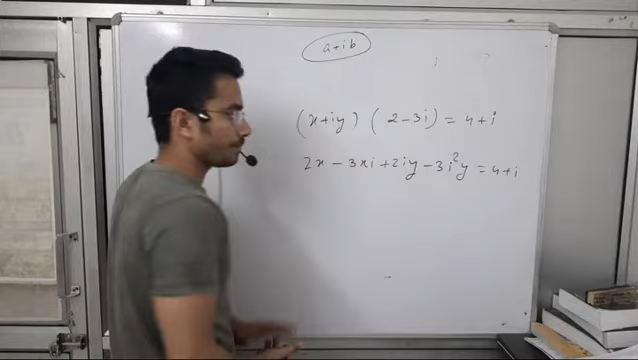 a+ib
(x+iy) (2-3i) = 4+i
2x - 3xi + 2iy - 3i²y = 4+i